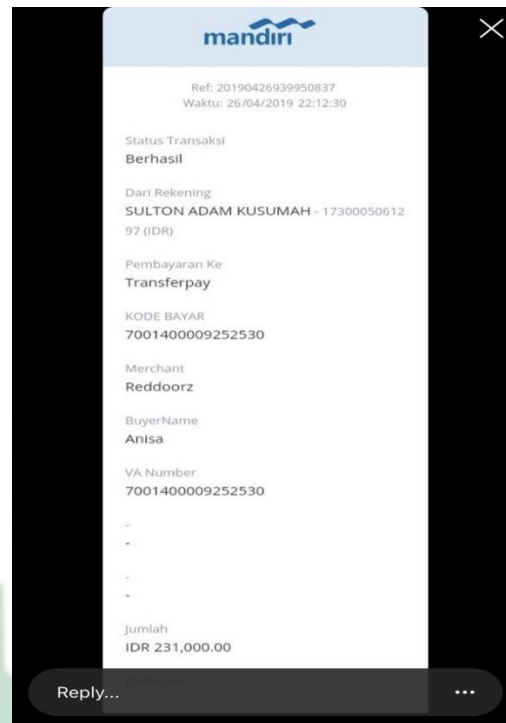 mandiri
Ref: 20190426939950837
Waktu: 26/04/2019 22:12:30
Status Transaksi
Berhasil
Dari Rekening
SULTON ADAM KUSUMAH - 17300050612
97 (IDR)
Pembayaran Ke
Transferpay
KODE BAYAR
7001400009252530
Merchant
Reddoorz
BuyerName
Anisa
VA Number
7001400009252530
-
-
-
-
Jumlah
IDR 231,000.00
Reply...